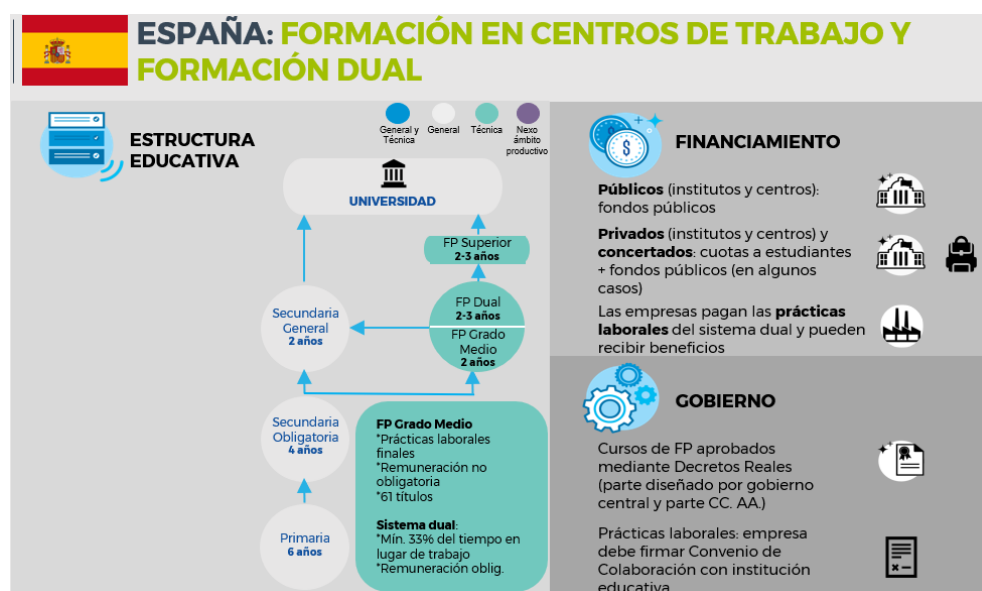 ESPAÑA: FORMACIÓN EN CENTROS DE TRABAJO Y
FORMACIÓN DUAL
ESTRUCTURA
EDUCATIVA
General y
Técnica
General
Técnica
Nexo
ámbito
productivo
UNIVERSIDAD
FP Superior
2-3 años
Secundaria
General
2 años
FP Dual
2-3 años
FP Grado
Medio
2 años
Secundaria
Obligatoria
4 años
Primaria
6 años
FP Grado Medio
*Prácticas laborales
finales
*Remuneración no
obligatoria
*61 títulos
Sistema dual:
*Mín. 33% del tiempo en
lugar de trabajo
*Remuneración oblig.
$
FINANCIAMIENTO
Públicos (institutos y centros):
fondos públicos
Privados (institutos y centros) y
concertados: cuotas a estudiantes
+ fondos públicos (en algunos
casos)
Las empresas pagan las prácticas
laborales del sistema dual y pueden
recibir beneficios
GOBIERNO
Cursos de FP aprobados
mediante Decretos Reales
(parte diseñado por gobierno
central y parte CC. AA.)
Prácticas laborales: empresa
debe firmar Convenio de
Colaboración con institución
educativa